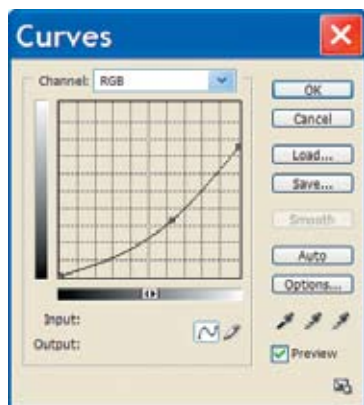 Curves
Channel: RGB
OK
Cancel
Load...
Save...
Smooth
Auto
Options...
Input:
Output:
Preview